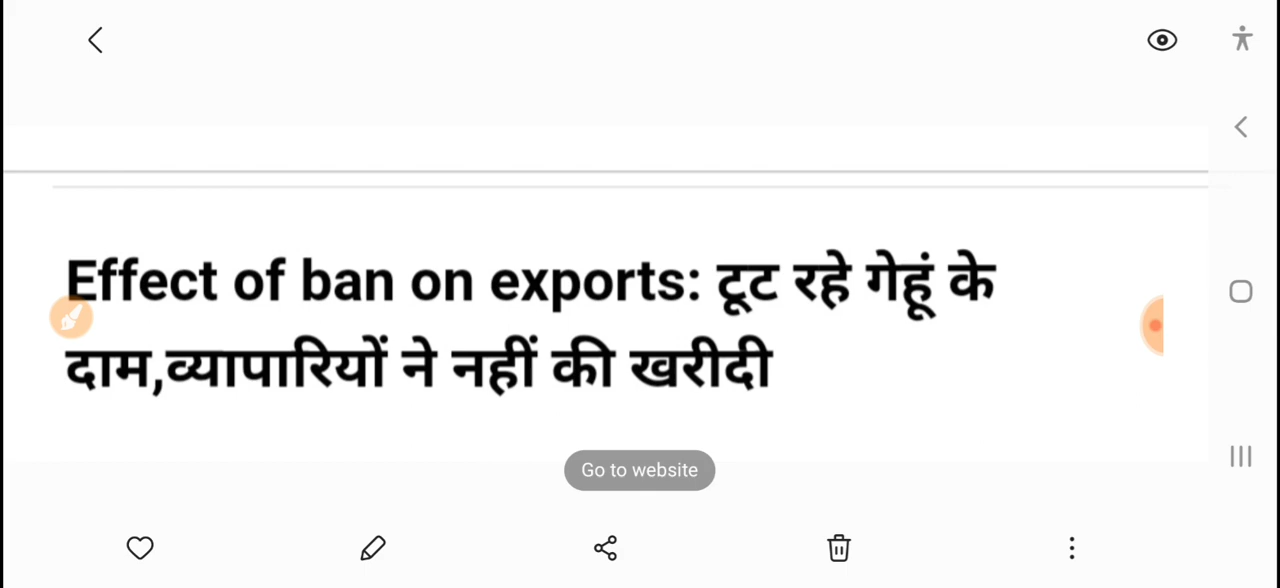 Effect of ban on exports: टूट रहे गेहूं के
दाम,व्यापारियों ने नहीं की खरीदी
Go to website